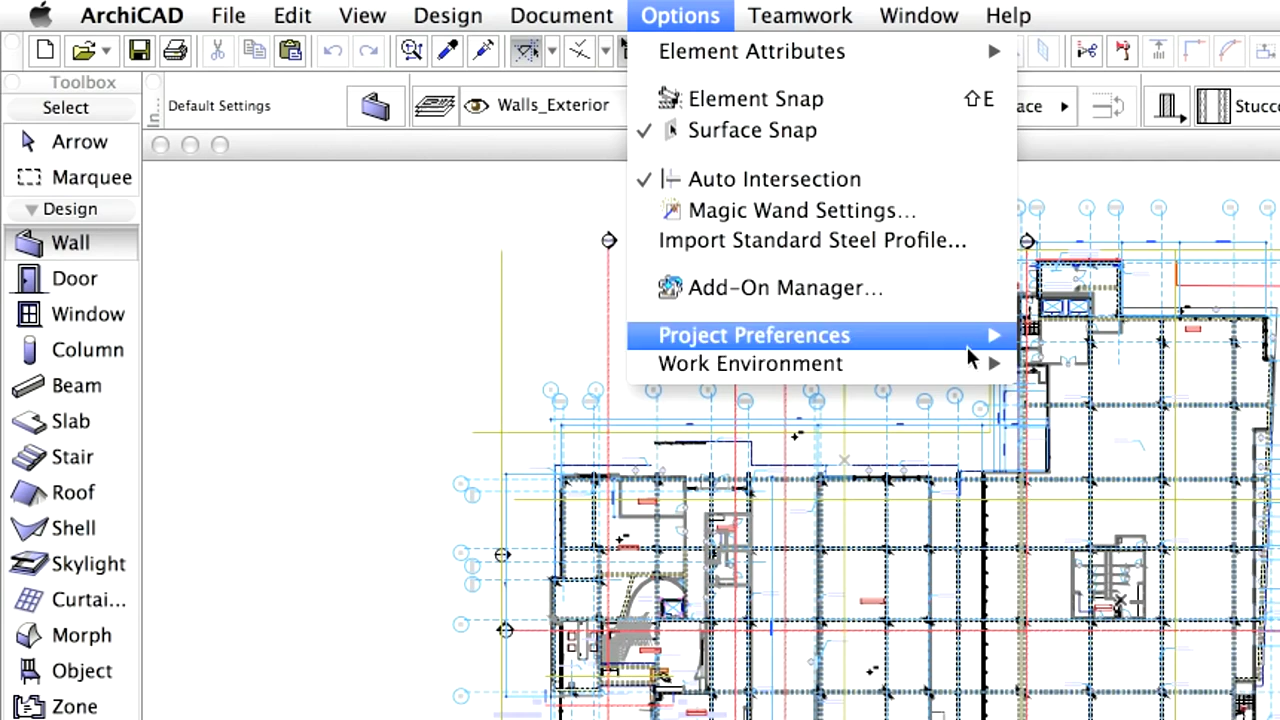 ArchiCAD File Edit View Design Document Options Teamwork Window Help
Toolbox
Select
Arrow
Marquee
Design
Wall
Door
Window
Column
Beam
Slab
Stair
Roof
Shell
Skylight
Curtai...
Morph
Object
Zone
Default Settings
Walls_Exterior
Element Attributes
Element Snap ⇧E
Surface Snap
Auto Intersection
Magic Wand Settings...
Import Standard Steel Profile...
Add-On Manager...
Project Preferences
Work Environment
ace
Stucc